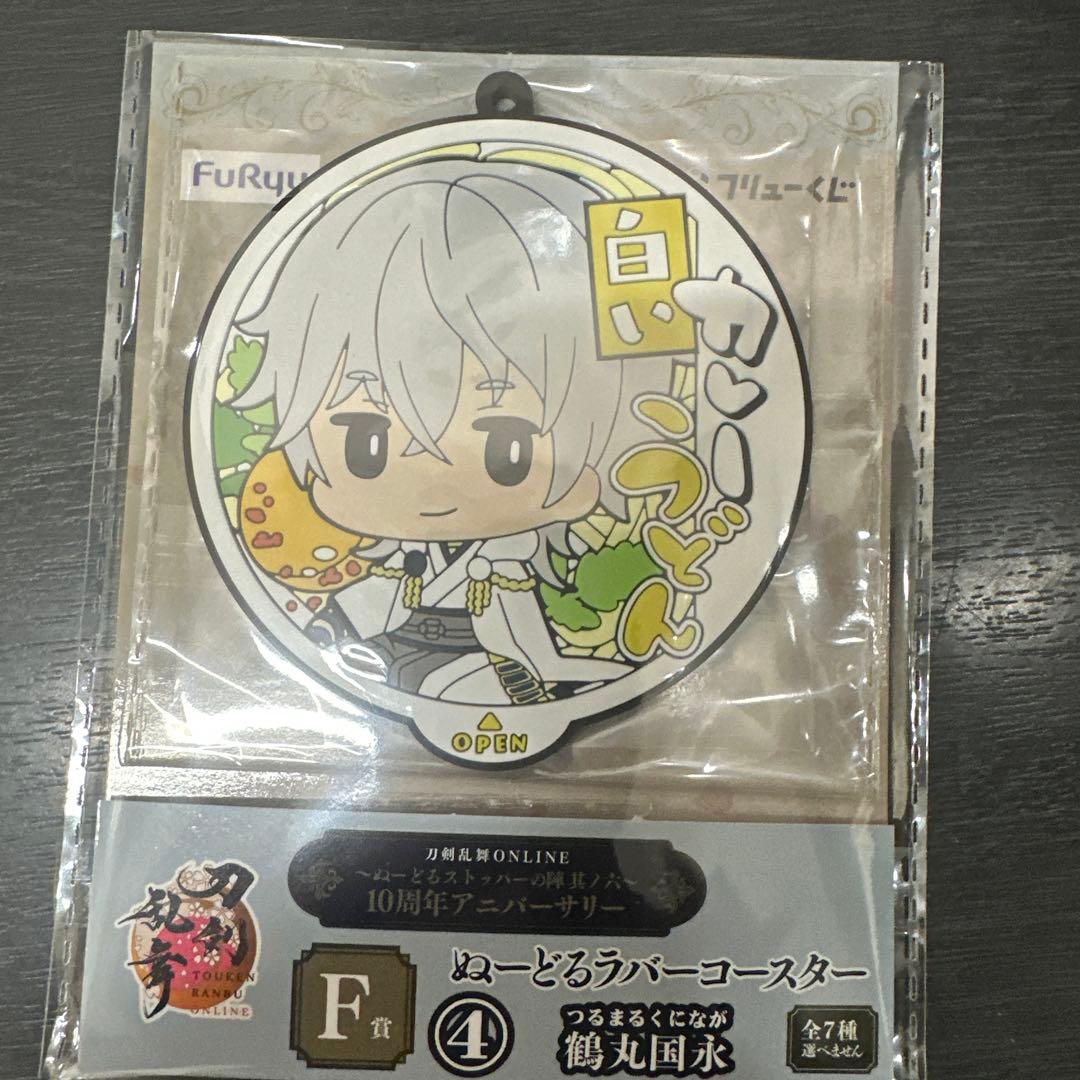 FuRyu
フリューくじ
白い
カレー
うどん
OPEN
刀剣乱舞ONLINE
～ぬーどるストッパーの陣 其ノ六～
10周年アニバーサリー
刀剣乱舞
TOUKEN
RANBU
ONLINE
ぬーどるラバーコースター
F賞
④
つるまるくになが
鶴丸国永
全7種
選べません